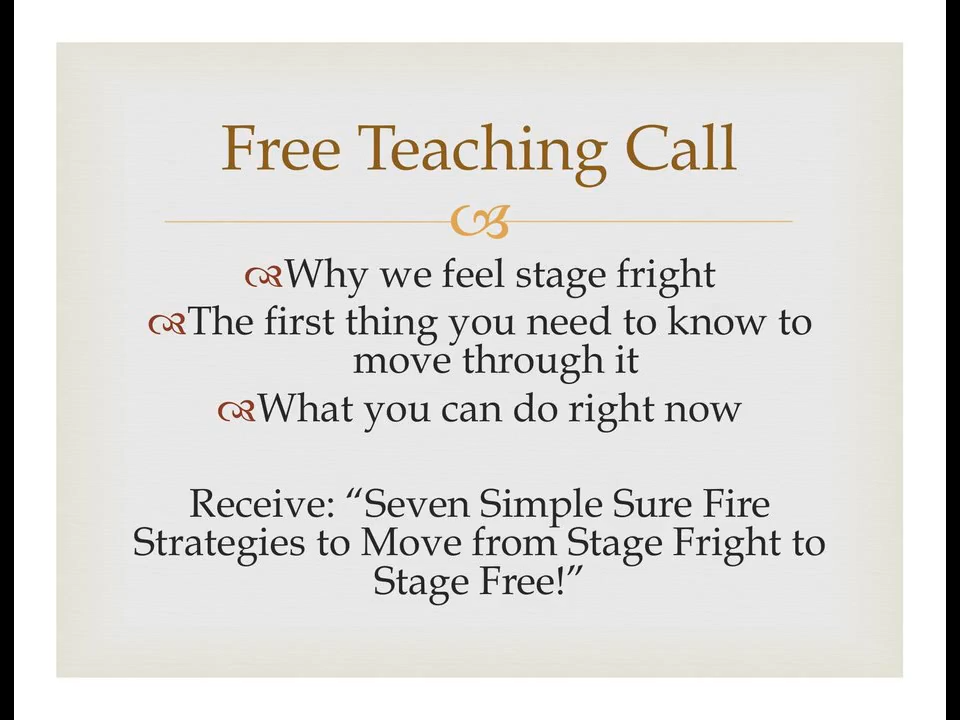 Free Teaching Call
Why we feel stage fright
The first thing you need to know to
move through it
What you can do right now
Receive: “Seven Simple Sure Fire
Strategies to Move from Stage Fright to
Stage Free!”